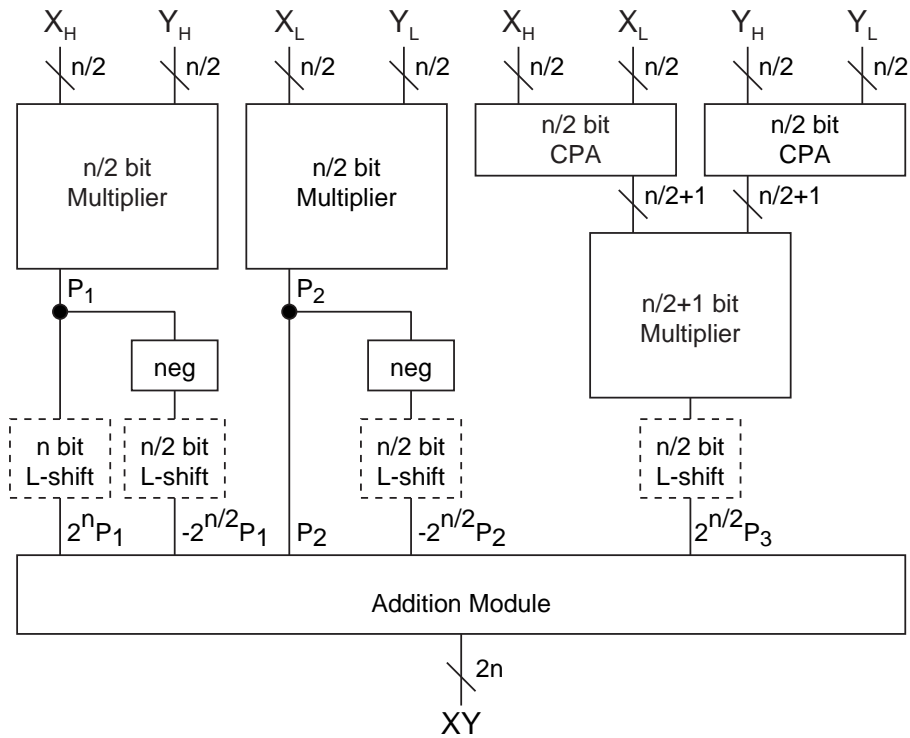 X_H Y_H X_L Y_L X_H X_L Y_H Y_L
n/2 n/2 n/2 n/2 n/2 n/2 n/2 n/2
n/2 bit
Multiplier
n/2 bit
Multiplier
n/2 bit
CPA
n/2 bit
CPA
n/2+1 n/2+1
P_1
P_2
n/2+1 bit
Multiplier
neg
neg
n bit
L-shift
n/2 bit
L-shift
n/2 bit
L-shift
n/2 bit
L-shift
2^n P_1 -2^{n/2} P_1 P_2 -2^{n/2} P_2 2^{n/2} P_3
Addition Module
2n
XY